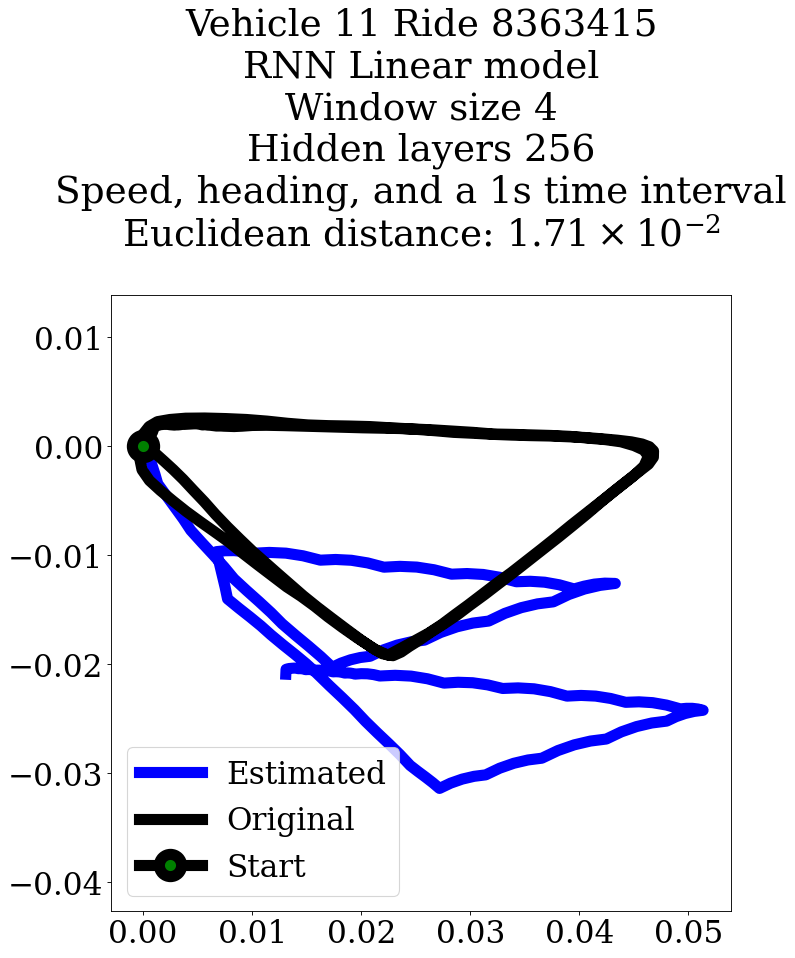 Vehicle 11 Ride 8363415
RNN Linear model
Window size 4
Hidden layers 256
Speed, heading, and a 1s time interval
Euclidean distance: 1.71 × 10⁻²
0.01
0.00
−0.01
−0.02
−0.03
−0.04
Estimated
Original
Start
0.00 0.01 0.02 0.03 0.04 0.05